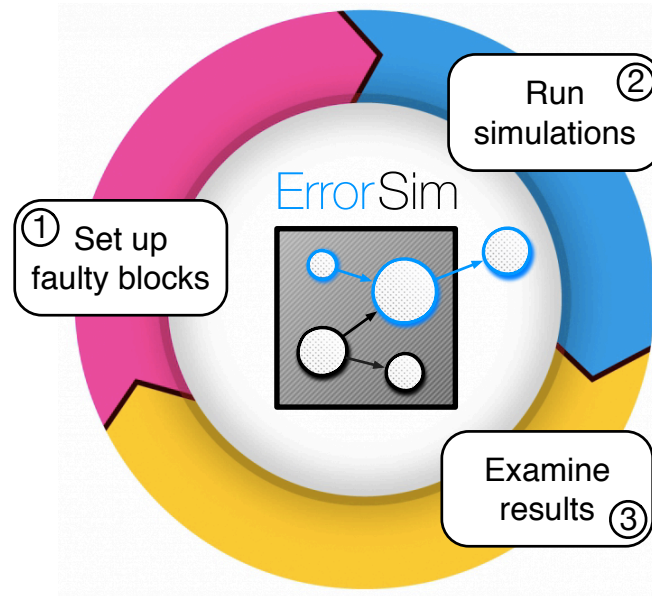 ② Run
simulations
ErrorSim
① Set up
faulty blocks
Examine
results ③